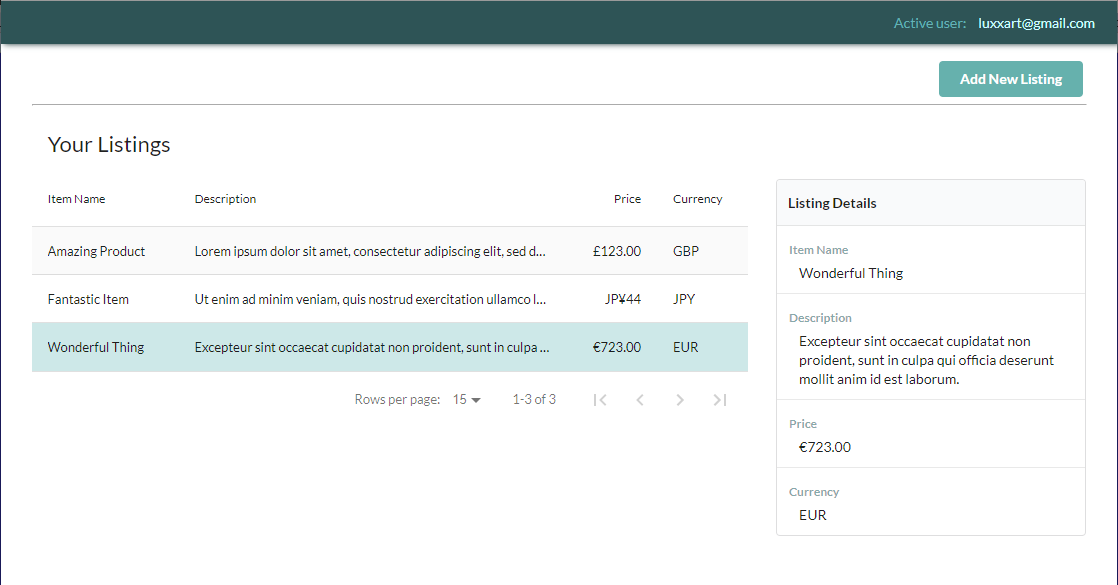 Active user: luxxart@gmail.com
Add New Listing
Your Listings
Item Name Description Price Currency
Amazing Product Lorem ipsum dolor sit amet, consectetur adipiscing elit, sed d... £123.00 GBP
Fantastic Item Ut enim ad minim veniam, quis nostrud exercitation ullamco l... JP¥44 JPY
Wonderful Thing Excepteur sint occaecat cupidatat non proident, sunt in culpa ... €723.00 EUR
Rows per page: 15 1-3 of 3
Listing Details
Item Name
Wonderful Thing
Description
Excepteur sint occaecat cupidatat non
proident, sunt in culpa qui officia deserunt
mollit anim id est laborum.
Price
€723.00
Currency
EUR